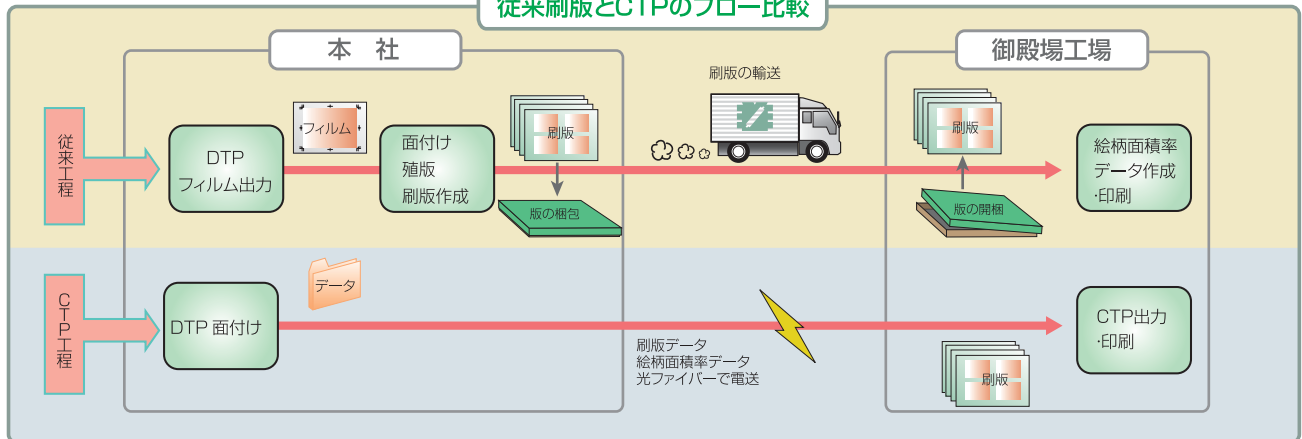 従来刷版とCTPのフロー比較
本 社
御殿場工場
従来工程
DTP
フィルム出力
フィルム
面付け
殖版
刷版作成
刷版
版の梱包
刷版の輸送
刷版
版の開梱
絵柄面積率
データ作成
・印刷
CTP工程
DTP 面付け
データ
刷版データ
絵柄面積率データ
光ファイバーで電送
刷版
CTP出力
・印刷